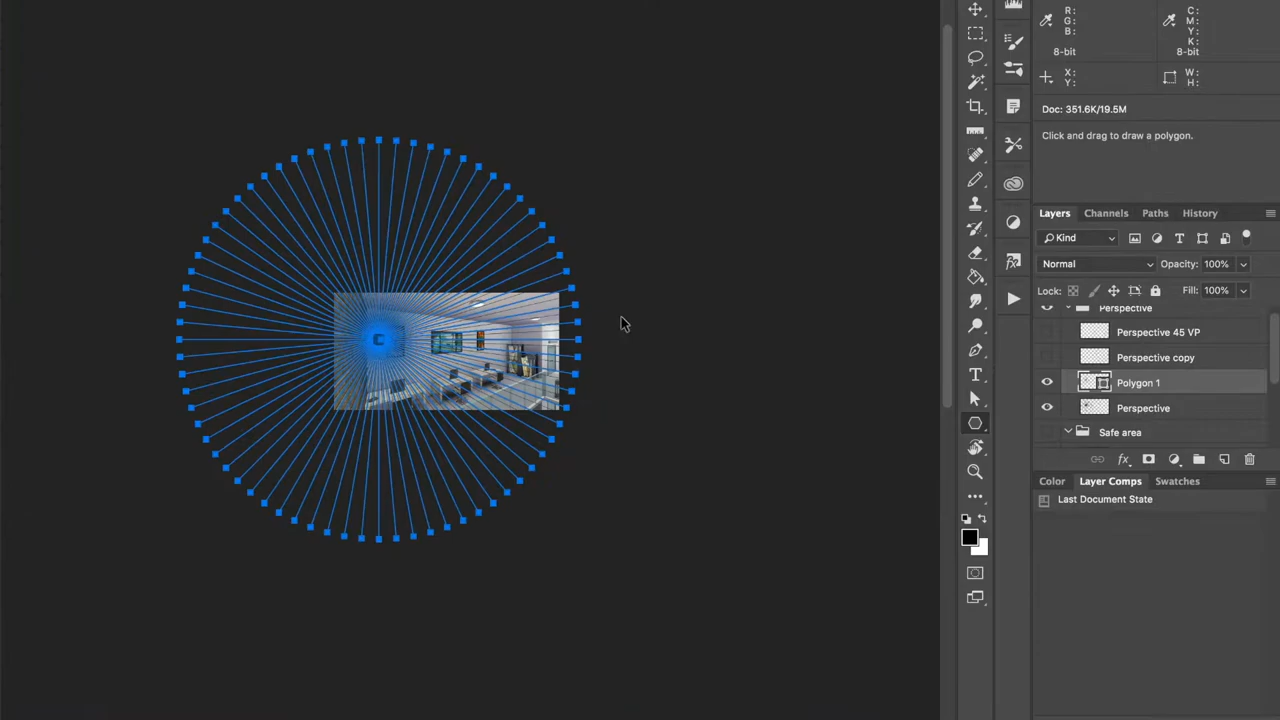 R:
G:
B:
8-bit
C:
M:
Y:
K:
8-bit
X:
Y:
W:
H:
Doc: 351.6K/19.5M
Click and drag to draw a polygon.
Layers Channels Paths History
Kind
Normal Opacity: 100%
Lock: Fill: 100%
Perspective
Perspective 45 VP
Perspective copy
Polygon 1
Perspective
Safe area
fx
Color Layer Comps Swatches
Last Document State